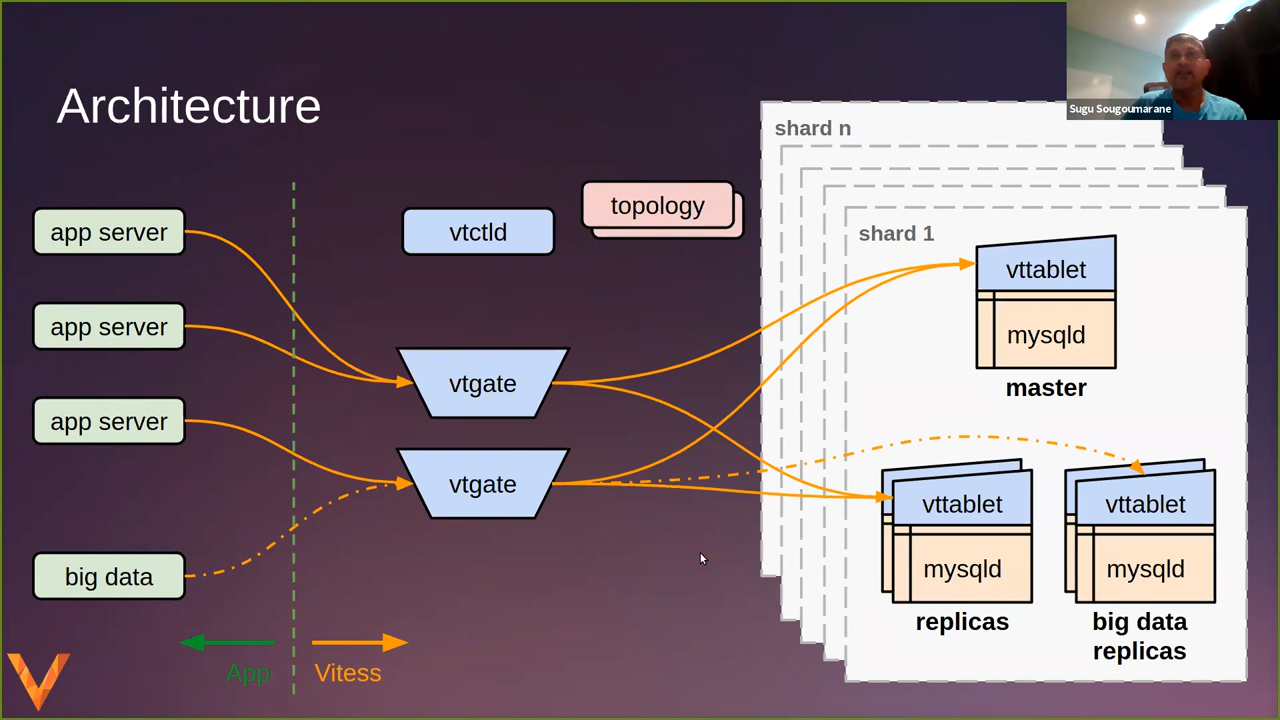 Architecture
Sugu Sougoumarane
shard n
shard 1
app server
app server
app server
big data
vtctld
topology
vtgate
vtgate
vttablet
mysqld
master
vttablet
mysqld
replicas
vttablet
mysqld
big data
replicas
App
Vitess